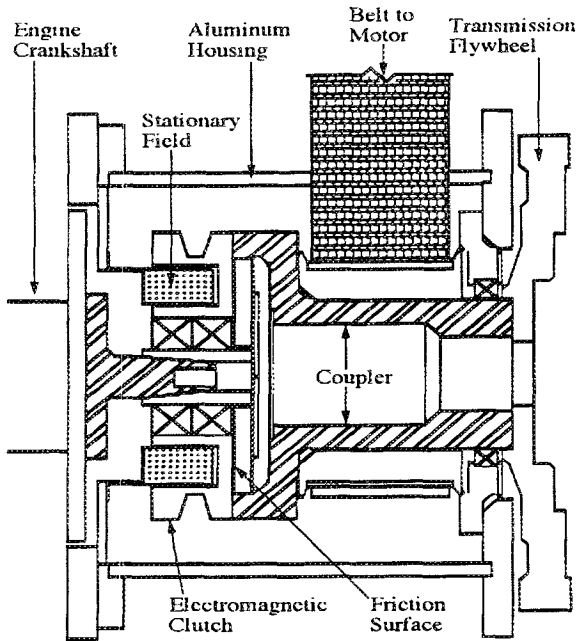 Engine
Crankshaft
Aluminum
Housing
Belt to
Motor
Transmission
Flywheel
Stationary
Field
Coupler
Electromagnetic
Clutch
Friction
Surface